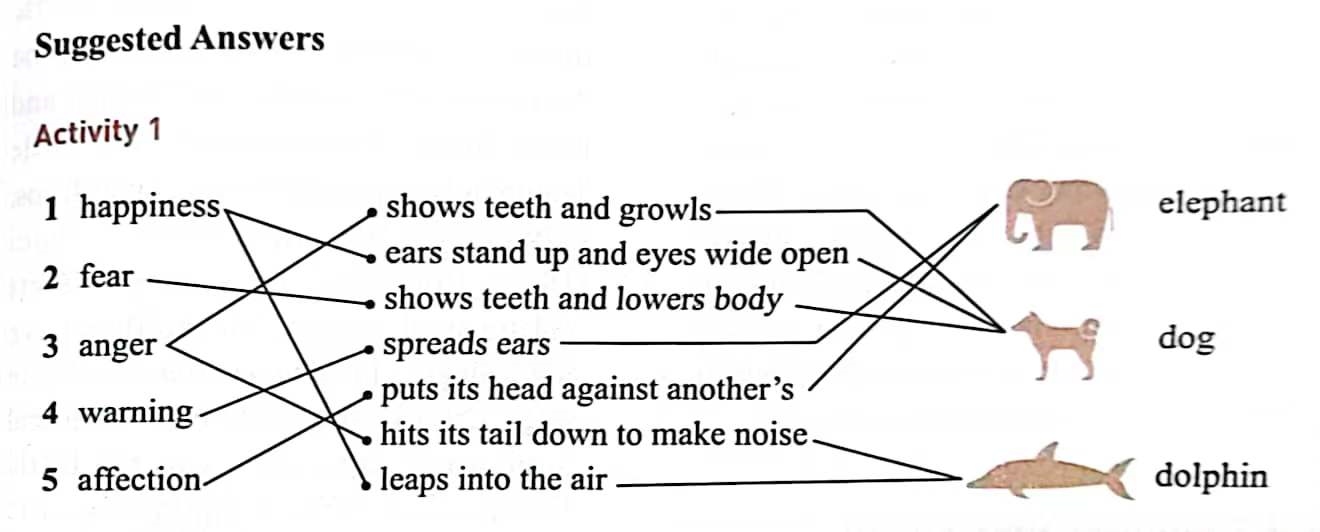 Suggested Answers
Activity 1
1 happiness
2 fear
3 anger
4 warning
5 affection
shows teeth and growls
ears stand up and eyes wide open
shows teeth and lowers body
spreads ears
puts its head against another's
hits its tail down to make noise
leaps into the air
elephant
dog
dolphin